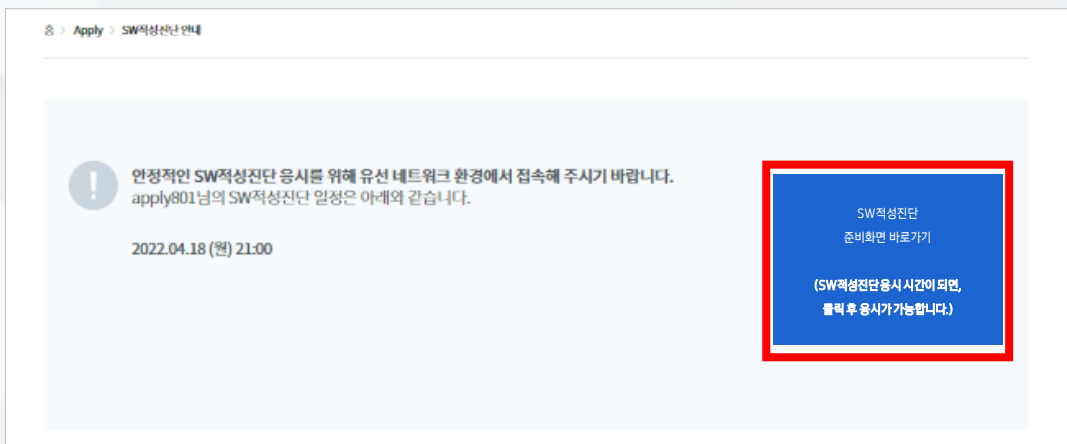 홈 > Apply > SW적성진단 안내
안정적인 SW적성진단 응시를 위해 유선 네트워크 환경에서 접속해 주시기 바랍니다.
apply801님의 SW적성진단 일정은 아래와 같습니다.
2022.04.18 (월) 21:00
SW적성진단
준비화면 바로가기
(SW적성진단 응시 시간이 되면,
클릭 후 응시가 가능합니다.)